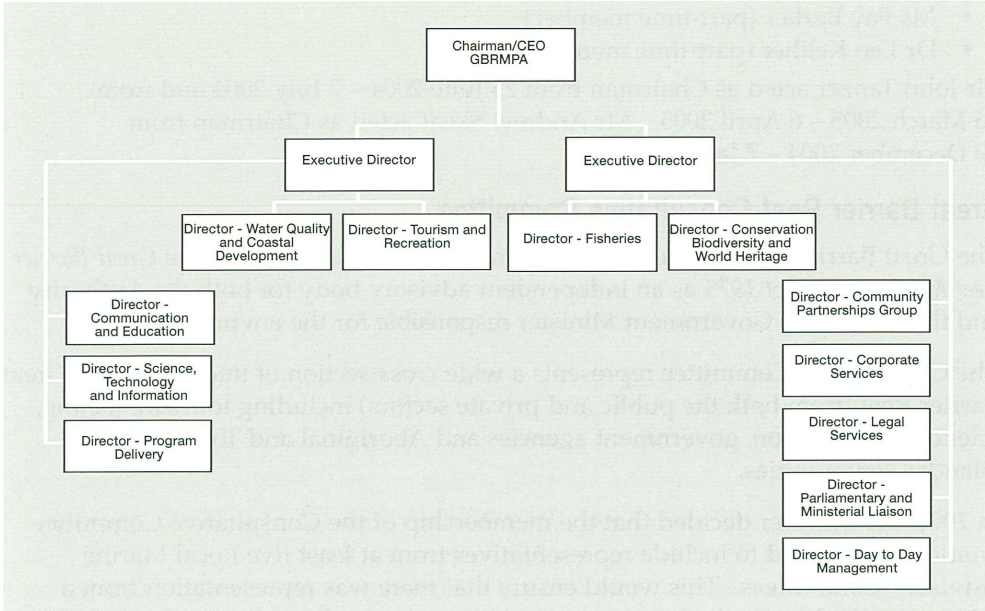 Chairman/CEO
GBRMPA
Executive Director
Executive Director
Director - Water Quality
and Coastal
Development
Director - Tourism and
Recreation
Director - Fisheries
Director - Conservation
Biodiversity and
World Heritage
Director -
Communication
and Education
Director - Science,
Technology
and Information
Director - Program
Delivery
Director - Community
Partnerships Group
Director - Corporate
Services
Director - Legal
Services
Director -
Parliamentary and
Ministerial Liaison
Director - Day to Day
Management